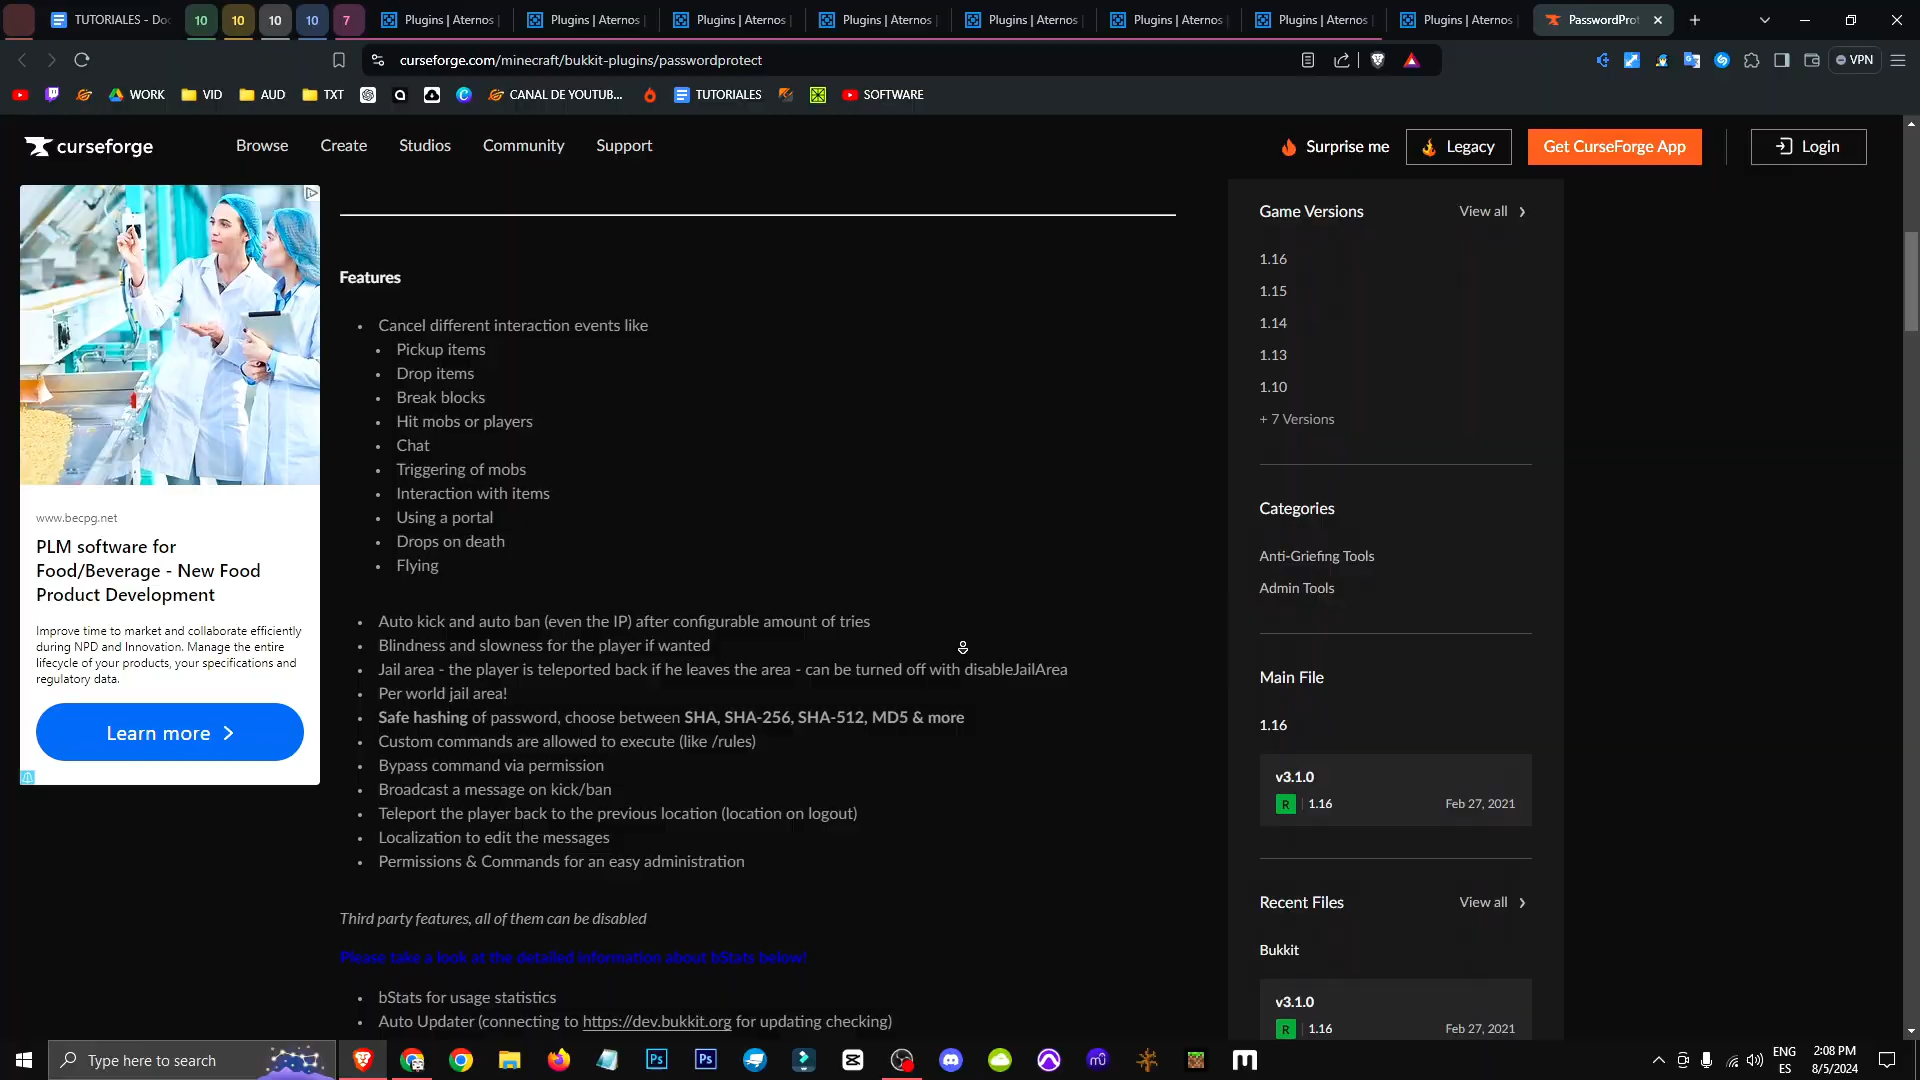 TUTORIALES - Doc
10
10
10
10
7
Plugins | Aternos
Plugins | Aternos
Plugins | Aternos
Plugins | Aternos
Plugins | Aternos
Plugins | Aternos
Plugins | Aternos
Plugins | Aternos
PasswordProt
curseforge.com/minecraft/bukkit-plugins/passwordprotect
VPN
WORK
VID
AUD
TXT
CANAL DE YOUTUB...
TUTORIALES
SOFTWARE
curseforge
Browse
Create
Studios
Community
Support
Surprise me
Legacy
Get CurseForge App
Login
www.becpg.net
PLM software for
Food/Beverage - New Food
Product Development
Improve time to market and collaborate efficiently
during NPD and Innovation. Manage the entire
lifecycle of your products, your specifications and
regulatory data.
Learn more
Features
Cancel different interaction events like
Pickup items
Drop items
Break blocks
Hit mobs or players
Chat
Triggering of mobs
Interaction with items
Using a portal
Drops on death
Flying
Auto kick and auto ban (even the IP) after configurable amount of tries
Blindness and slowness for the player if wanted
Jail area - the player is teleported back if he leaves the area - can be turned off with disableJailArea
Per world jail area!
Safe hashing of password, choose between SHA, SHA-256, SHA-512, MD5 & more
Custom commands are allowed to execute (like /rules)
Bypass command via permission
Broadcast a message on kick/ban
Teleport the player back to the previous location (location on logout)
Localization to edit the messages
Permissions & Commands for an easy administration
Third party features, all of them can be disabled
Please take a look at the detailed information about bStats below!
bStats for usage statistics
Auto Updater (connecting to https://dev.bukkit.org for updating checking)
Game Versions
View all
1.16
1.15
1.14
1.13
1.10
+ 7 Versions
Categories
Anti-Griefing Tools
Admin Tools
Main File
1.16
v3.1.0
R 1.16 Feb 27, 2021
Recent Files
View all
Bukkit
v3.1.0
R 1.16 Feb 27, 2021
Type here to search
Ps
Ps
ENG
ES
2:08 PM
8/5/2024